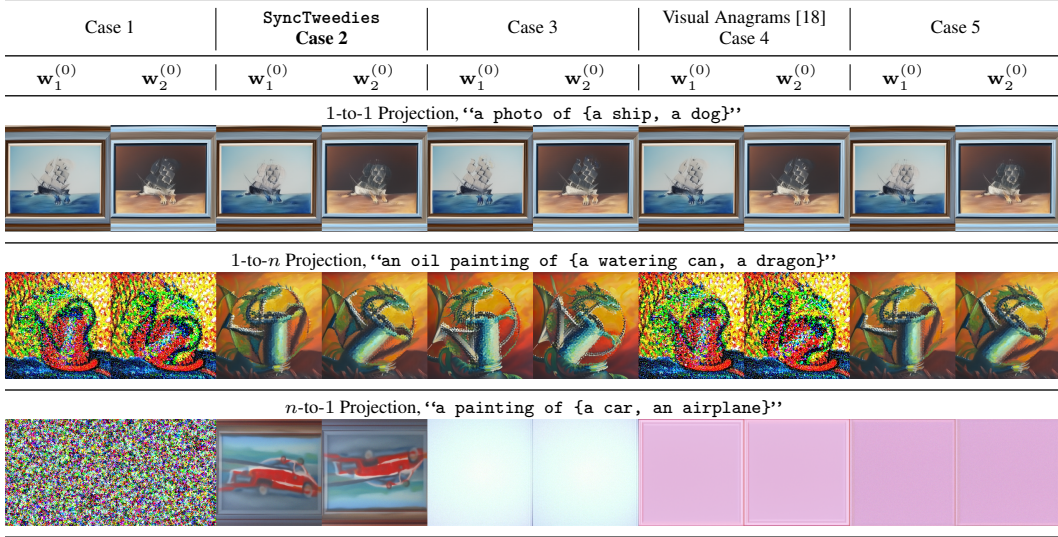 Case 1 SyncTweedies Case 2 Case 3 Visual Anagrams [18] Case 4 Case 5
w₁⁽⁰⁾ w₂⁽⁰⁾ w₁⁽⁰⁾ w₂⁽⁰⁾ w₁⁽⁰⁾ w₂⁽⁰⁾ w₁⁽⁰⁾ w₂⁽⁰⁾ w₁⁽⁰⁾ w₂⁽⁰⁾
1-to-1 Projection, “a photo of {a ship, a dog}”
1-to-n Projection, “an oil painting of {a watering can, a dragon}”
n-to-1 Projection, “a painting of {a car, an airplane}”